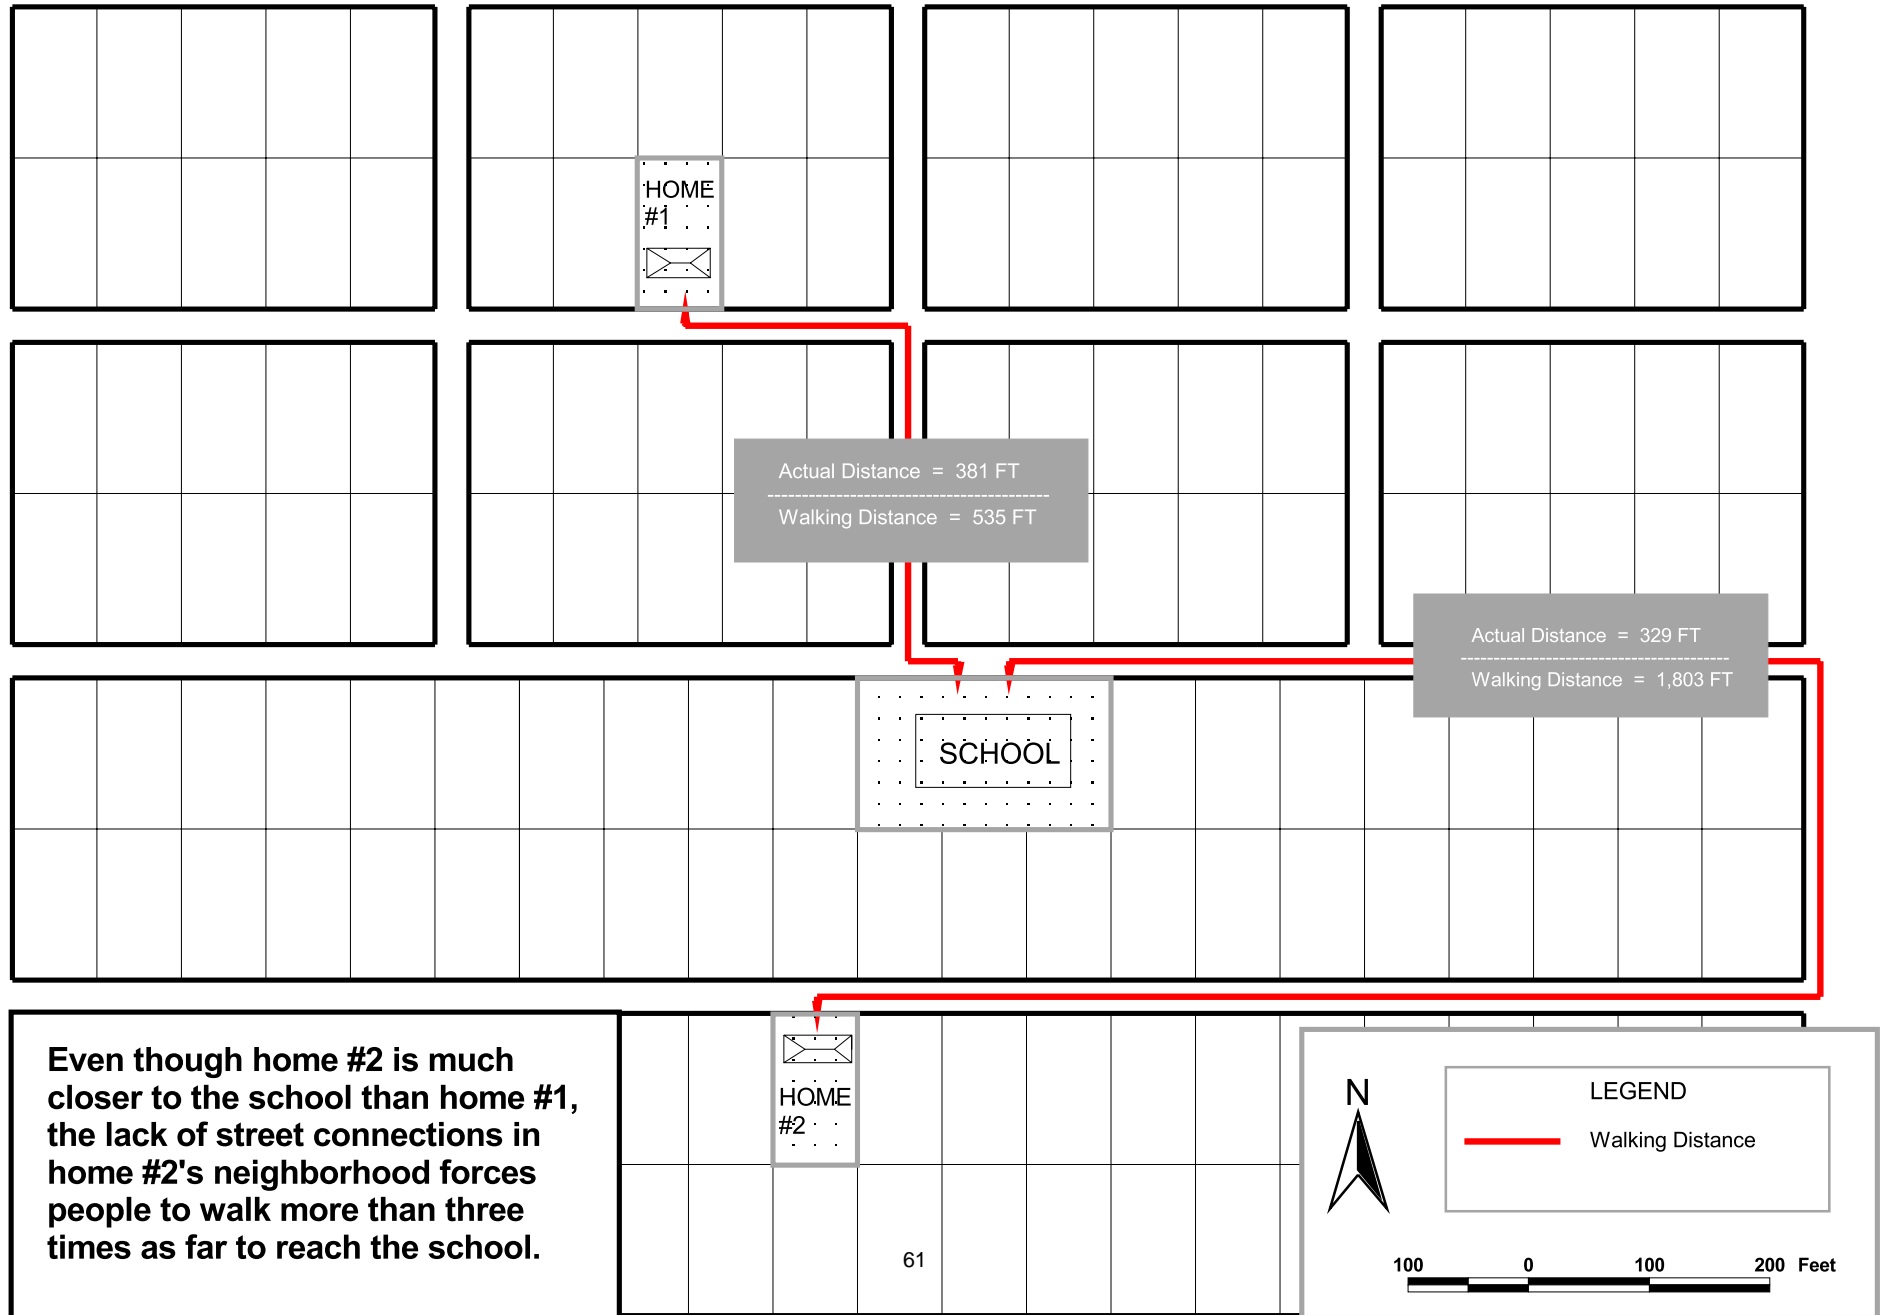 HOME
#1
Actual Distance = 381 FT
------------------------------------------
Walking Distance = 535 FT
Actual Distance = 329 FT
------------------------------------------
Walking Distance = 1,803 FT
SCHOOL
HOME
#2
Even though home #2 is much
closer to the school than home #1,
the lack of street connections in
home #2's neighborhood forces
people to walk more than three
times as far to reach the school.
61
N
LEGEND
Walking Distance
100 0 100 200 Feet